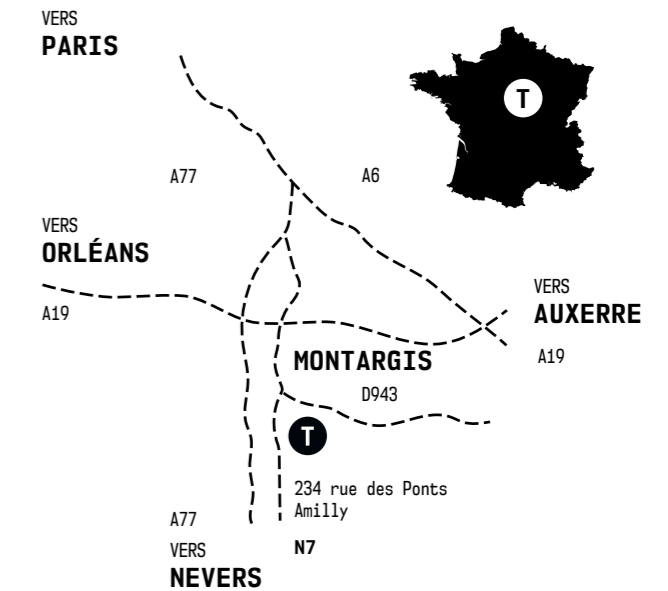 VERS
PARIS
T
A77
A6
VERS
ORLÉANS
A19
VERS
AUXERRE
A19
MONTARGIS
D943
T
234 rue des Ponts
Amilly
A77
N7
VERS
NEVERS